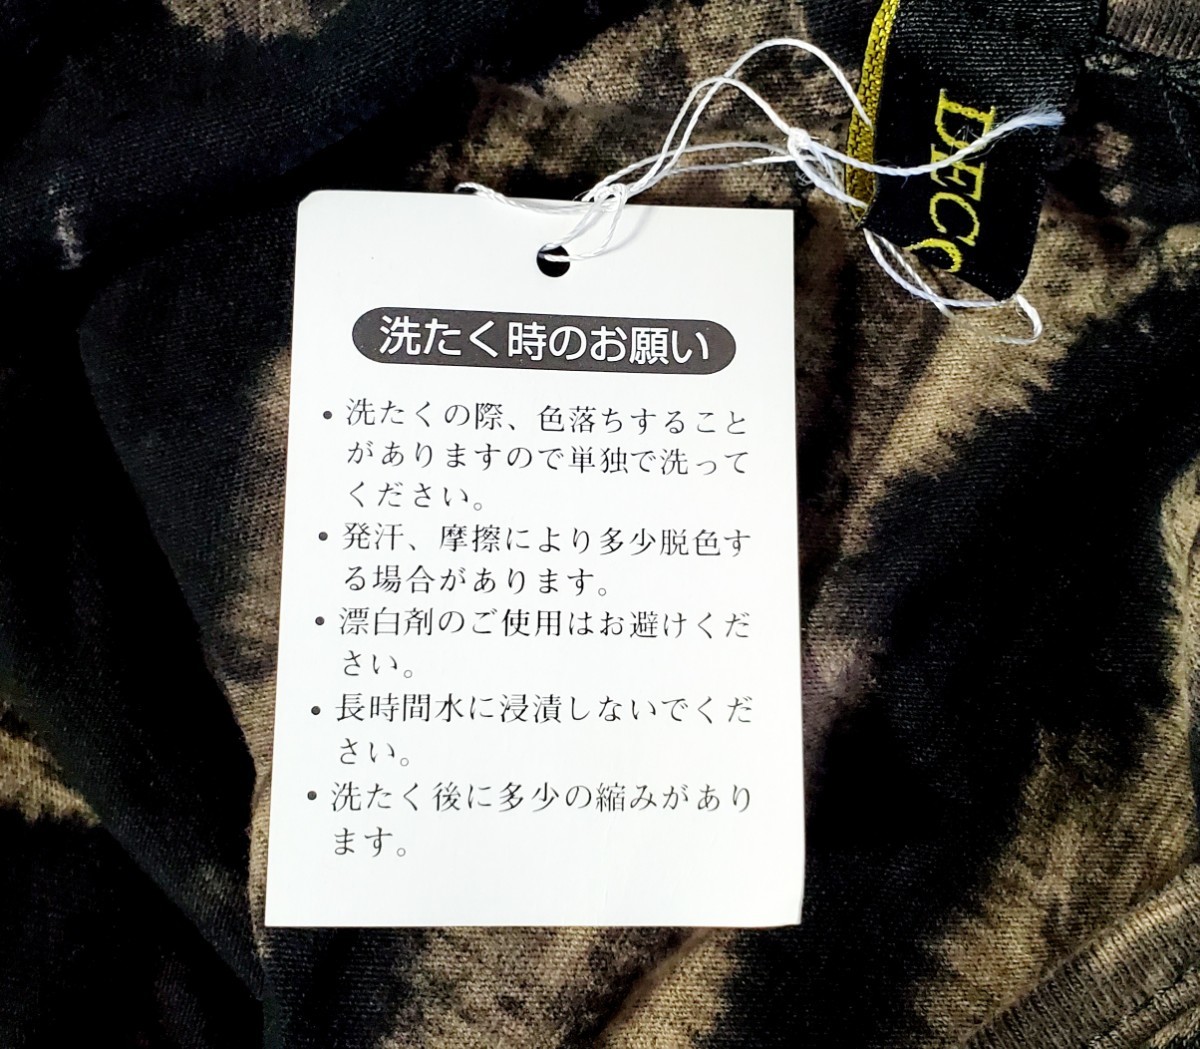 DECO
洗たく時のお願い
・洗たくの際、色落ちすること
がありますので単独で洗って
ください。
・発汗、摩擦により多少脱色す
る場合があります。
・漂白剤のご使用はお避けくだ
さい。
・長時間水に浸漬しないでくだ
さい。
・洗たく後に多少の縮みがあり
ます。